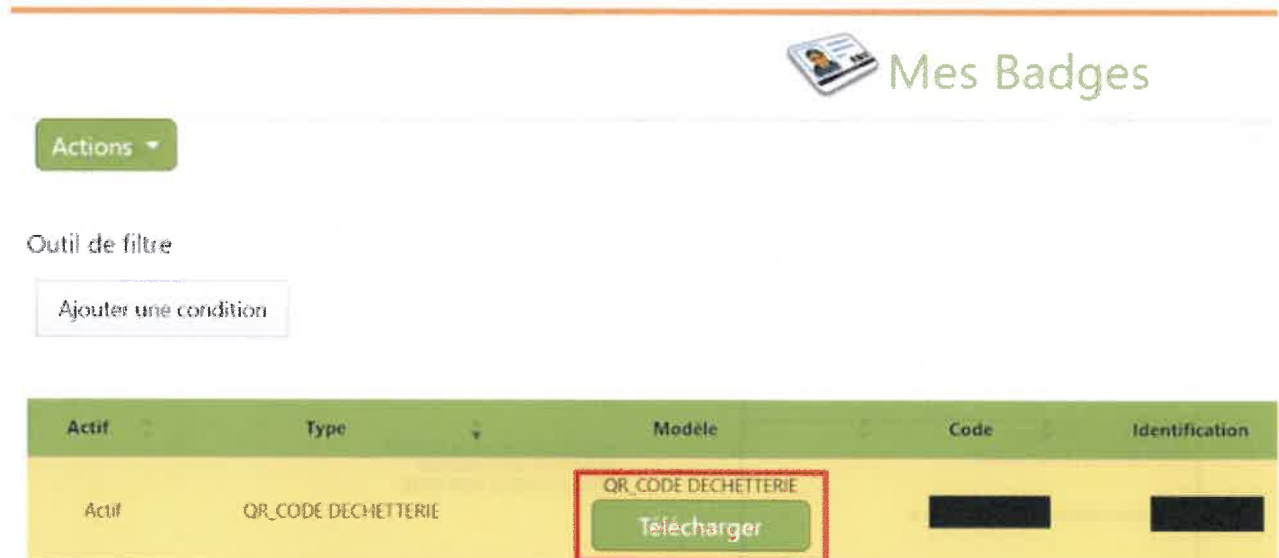 Mes Badges
Actions
Outil de filtre
Ajouter une condition
Actif Type Modèle Code Identification
QR_CODE DECHETTERIE
Actif QR_CODE DECHETTERIE
Télécharger